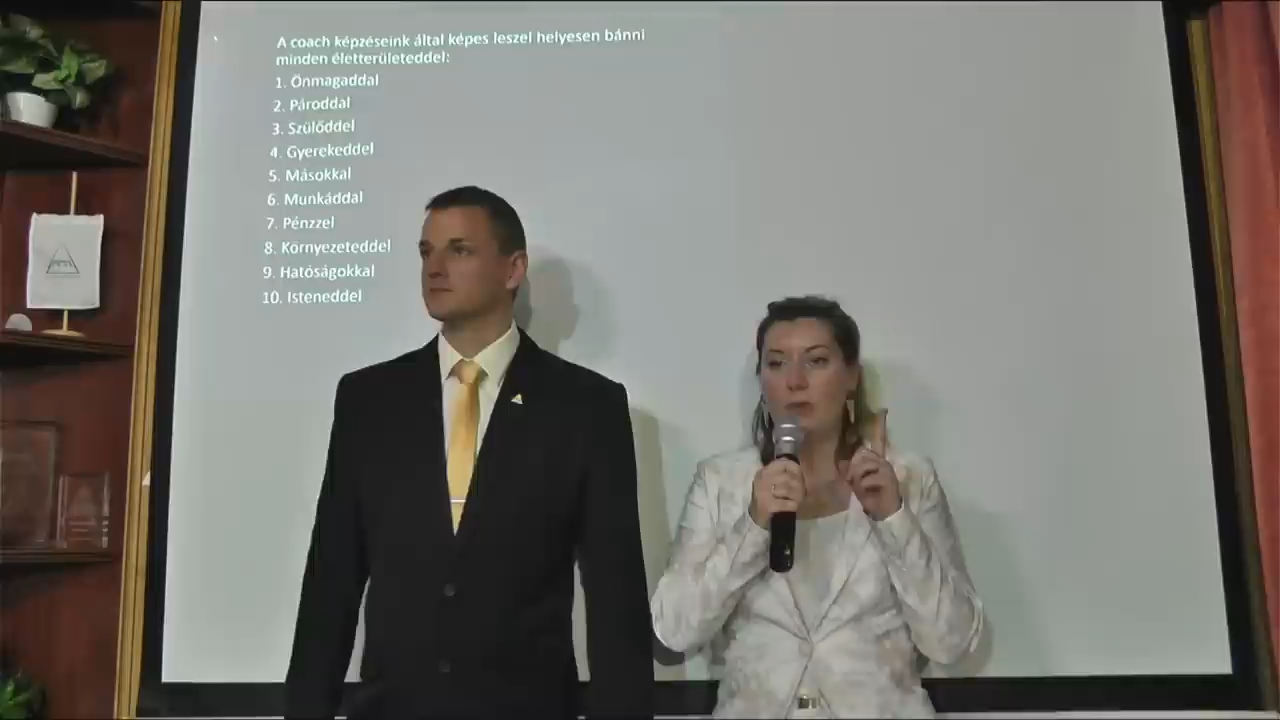 A coach képzéseink által képes leszel helyesen bánni
minden életterületeddel:
1. Önmagaddal
2. Pároddal
3. Szülőddel
4. Gyerekeddel
5. Másokkal
6. Munkáddal
7. Pénzzel
8. Környezeteddel
9. Hatóságokkal
10. Isteneddel